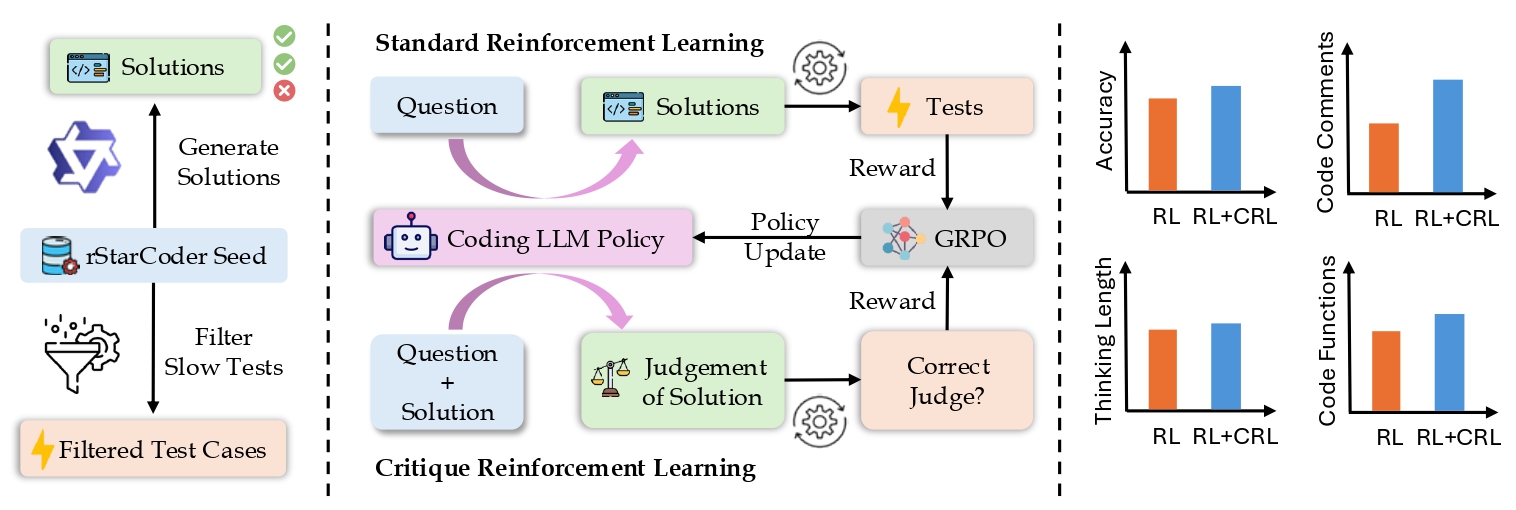 Solutions
Generate
Solutions
rStarCoder Seed
Filter
Slow Tests
Filtered Test Cases
Standard Reinforcement Learning
Question
</> Solutions
Tests
Reward
Coding LLM Policy
Policy
Update
GRPO
Reward
Question
+
Solution
Judgement
of Solution
Correct
Judge?
Critique Reinforcement Learning
Accuracy
RL RL+CRL
Code Comments
RL RL+CRL
Thinking Length
RL RL+CRL
Code Functions
RL RL+CRL